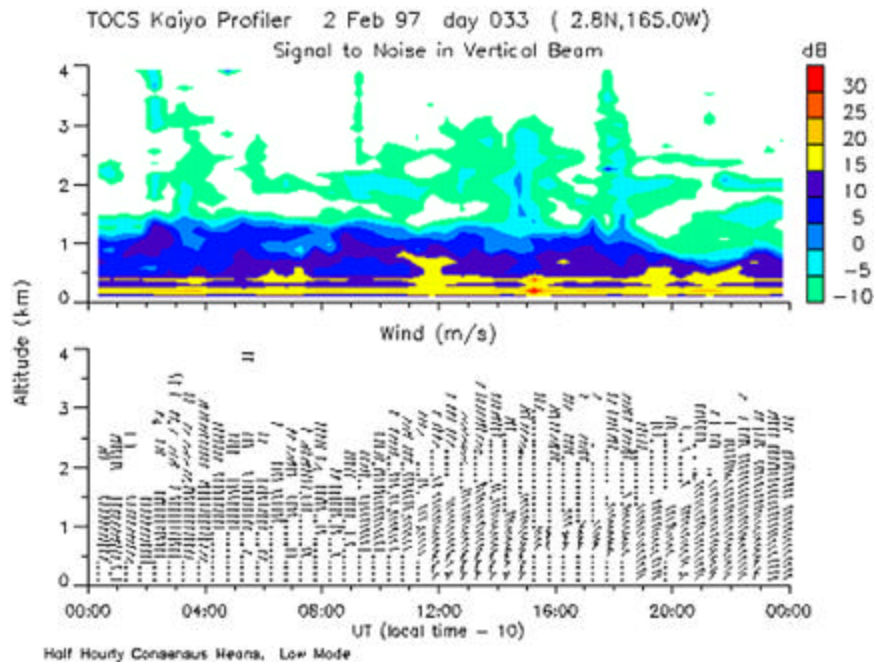 TOCS Kaiyo Profiler 2 Feb 97 day 033 ( 2.8N,165.0W)
Signal to Noise in Vertical Beam
dB
4
3
2
1
0
30
25
20
15
10
5
0
-5
-10
Altitude (km)
Wind (m/s)
4
3
2
1
0
00:00 04:00 08:00 12:00 16:00 20:00 00:00
UT (local time - 10)
Half Hourly Consensus Means, Low Mode